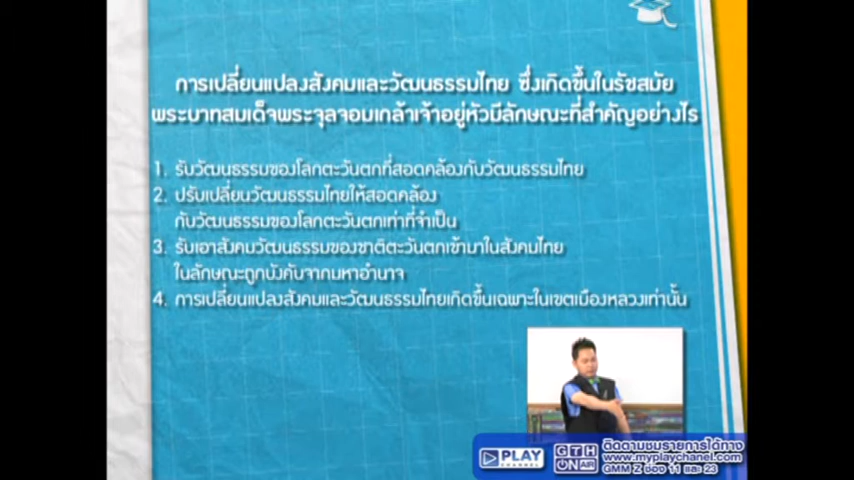 การเปลี่ยนแปลงสังคมและวัฒนธรรมไทย ซึ่งเกิดขึ้นในรัชสมัย
พระบาทสมเด็จพระจุลจอมเกล้าเจ้าอยู่หัวมีลักษณะที่สำคัญอย่างไร
1. รับวัฒนธรรมของโลกตะวันตกที่สอดคล้องกับวัฒนธรรมไทย
2. ปรับเปลี่ยนวัฒนธรรมไทยให้สอดคล้อง
กับวัฒนธรรมของโลกตะวันตกเท่าที่จำเป็น
3. รับเอาสังคมวัฒนธรรมของชาติตะวันตกเข้ามาในสังคมไทย
ในลักษณะถูกบังคับจากมหาอำนาจ
4. การเปลี่ยนแปลงสังคมและวัฒนธรรมไทยเกิดขึ้นเฉพาะในเขตเมืองหลวงเท่านั้น
PLAY
CHANNEL
GTH
ON AIR
ติดตามชมรายการได้ทาง
www.myplaychanel.com
GMM Z ช่อง 11 และ 23